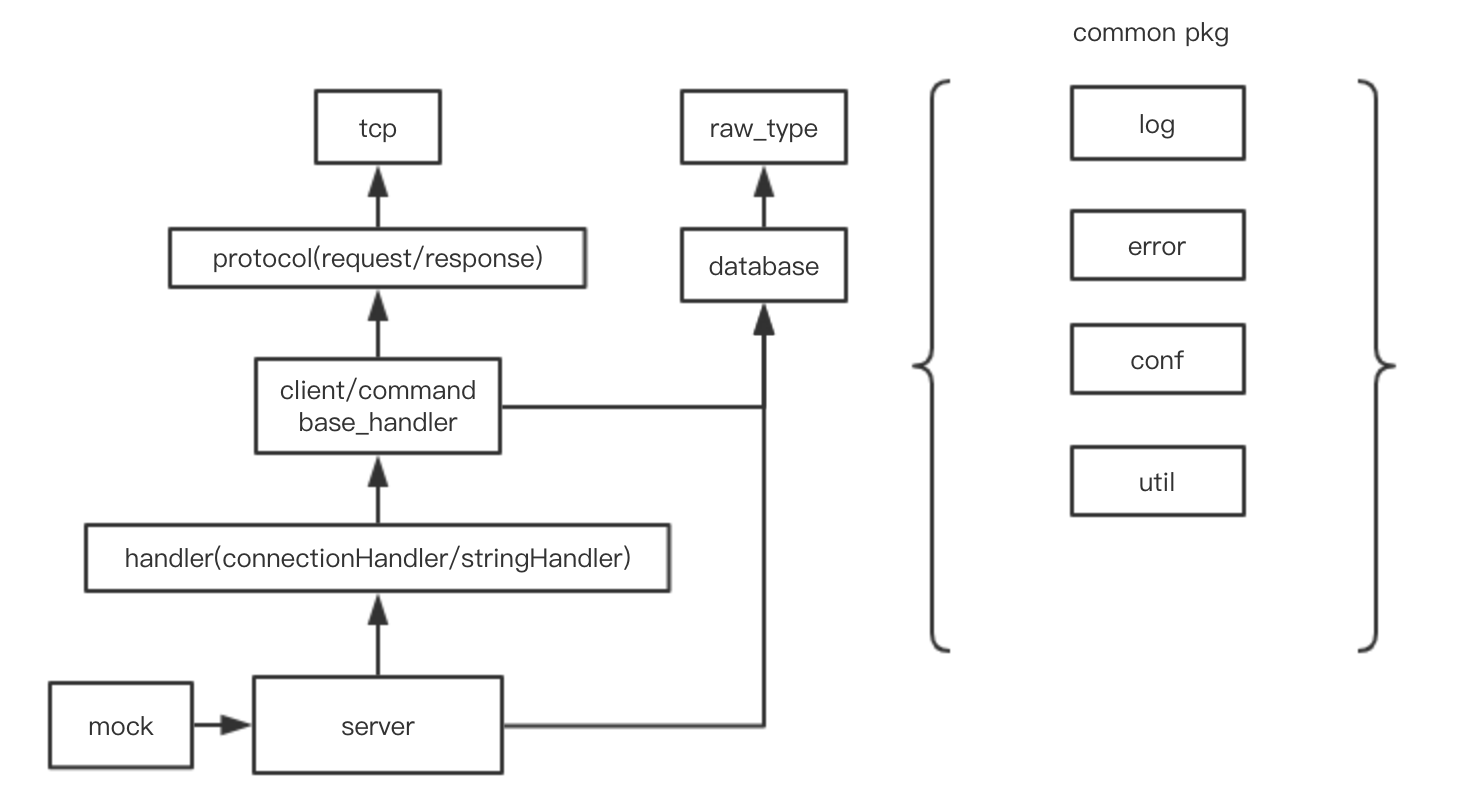 common pkg
tcp
raw_type
log
protocol(request/response)
database
error
client/command
base_handler
conf
handler(connectionHandler/stringHandler)
util
mock
server